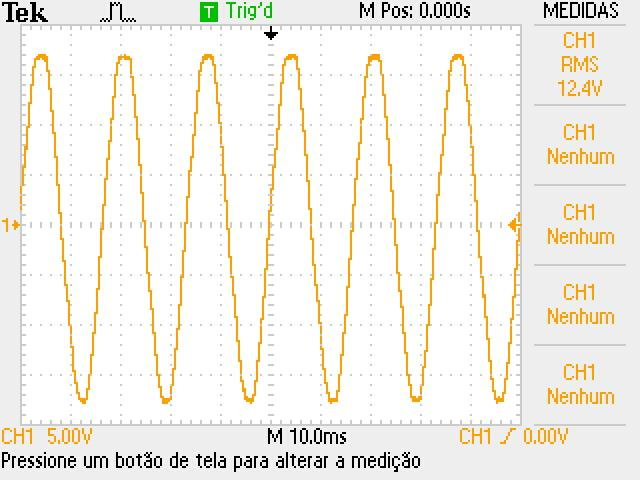 Tek T Trig'd M Pos: 0.000s MEDIDAS
CH1
RMS
12.4V
CH1
Nenhum
CH1
Nenhum
CH1
Nenhum
CH1
Nenhum
1
CH1 5.00V M 10.0ms CH1 0.00V
Pressione um botão de tela para alterar a medição